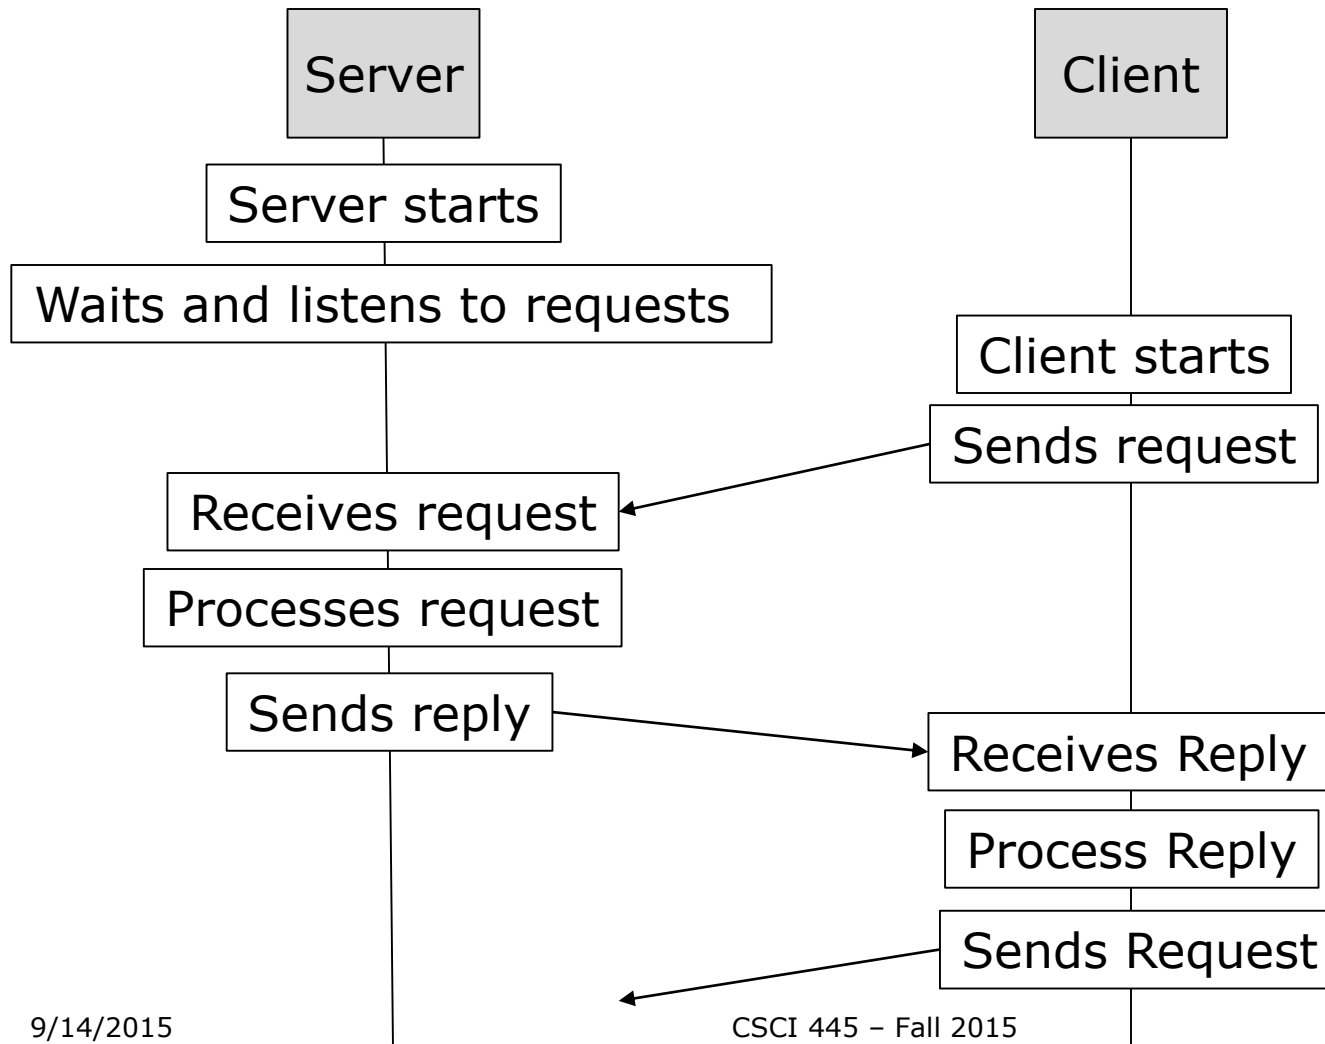 Server
Client
Server starts
Waits and listens to requests
Client starts
Sends request
Receives request
Processes request
Sends reply
Receives Reply
Process Reply
Sends Request
9/14/2015
CSCI 445 – Fall 2015